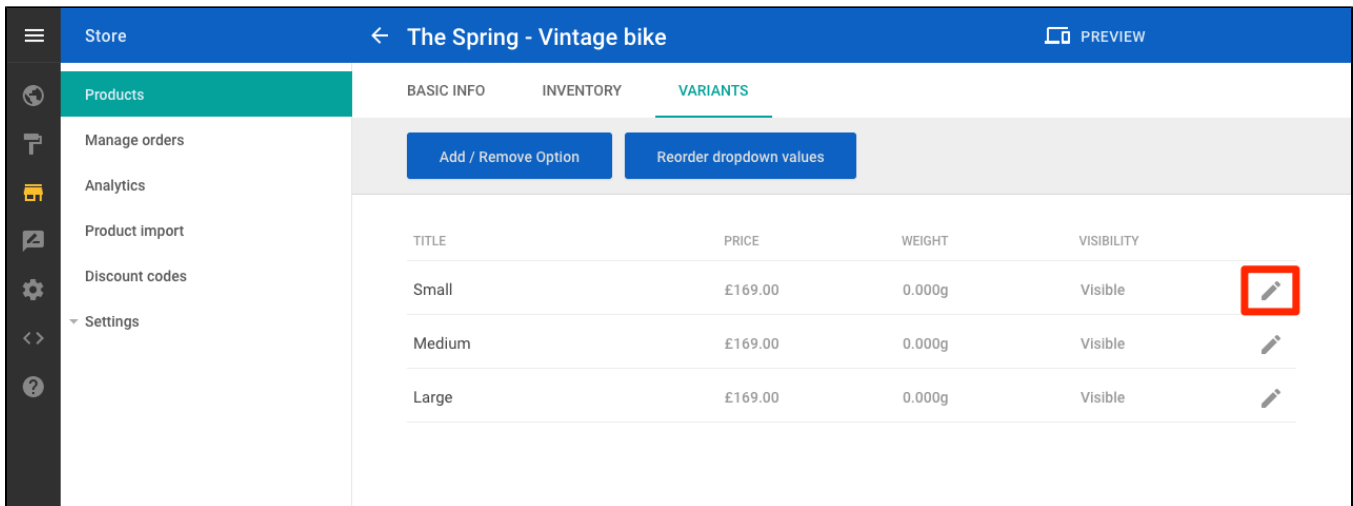 Store
The Spring - Vintage bike
PREVIEW
Products
Manage orders
Analytics
Product import
Discount codes
Settings
BASIC INFO INVENTORY VARIANTS
Add / Remove Option Reorder dropdown values
TITLE PRICE WEIGHT VISIBILITY
Small £169.00 0.000g Visible
Medium £169.00 0.000g Visible
Large £169.00 0.000g Visible